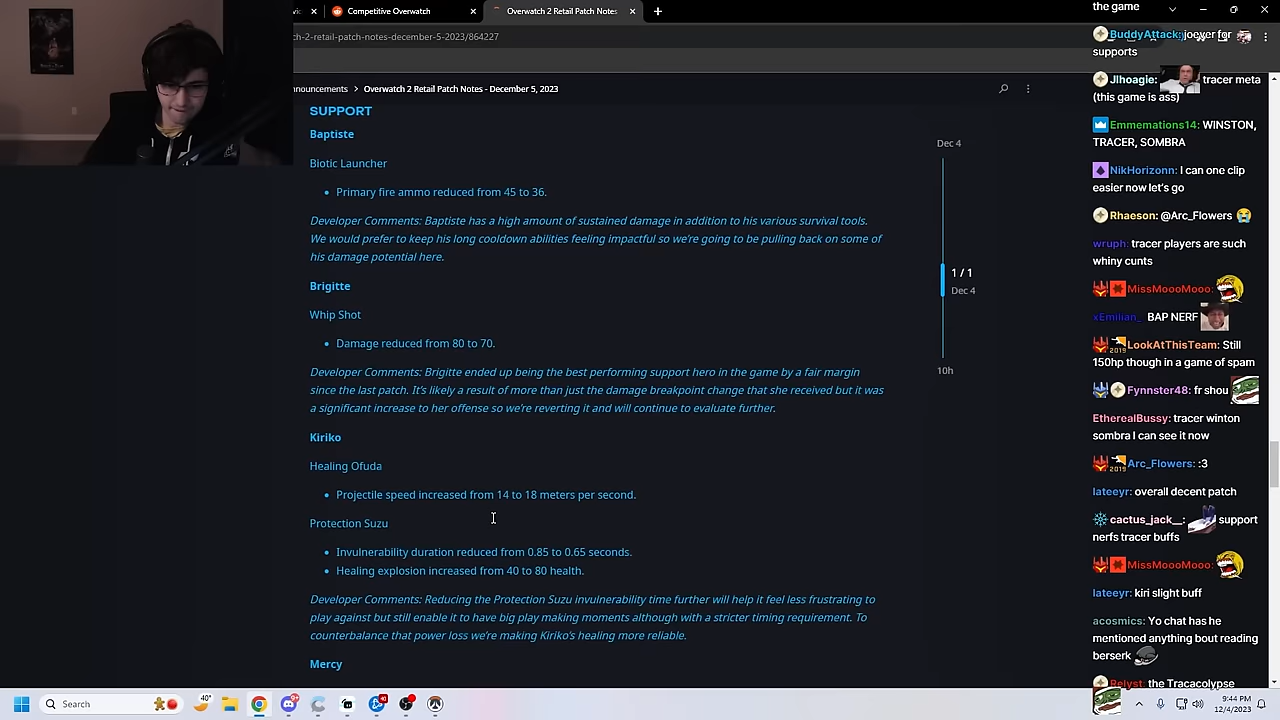 Competitive Overwatch
Overwatch 2 Retail Patch Notes
ch-2-retail-patch-notes-december-5-2023/864227
nnouncements > Overwatch 2 Retail Patch Notes - December 5, 2023
SUPPORT
Baptiste
Biotic Launcher
• Primary fire ammo reduced from 45 to 36.
Developer Comments: Baptiste has a high amount of sustained damage in addition to his various survival tools.
We would prefer to keep his long cooldown abilities feeling impactful so we're going to be pulling back on some of
his damage potential here.
Brigitte
Whip Shot
• Damage reduced from 80 to 70.
Developer Comments: Brigitte ended up being the best performing support hero in the game by a fair margin
since the last patch. It's likely a result of more than just the damage breakpoint change that she received but it was
a significant increase to her offense so we're reverting it and will continue to evaluate further.
Kiriko
Healing Ofuda
• Projectile speed increased from 14 to 18 meters per second.
Protection Suzu
• Invulnerability duration reduced from 0.85 to 0.65 seconds.
• Healing explosion increased from 40 to 80 health.
Developer Comments: Reducing the Protection Suzu invulnerability time further will help it feel less frustrating to
play against but still enable it to have big play making moments although with a stricter timing requirement. To
counterbalance that power loss we're making Kiriko's healing more reliable.
Mercy
Dec 4
1 / 1
Dec 4
10h
the game
BuddyAttack: joever for
supports
Jlhoagie: tracer meta
(this game is ass)
Ememations14: WINSTON,
TRACER, SOMBRA
NikHorizonn: I can one clip
easier now let's go
Rhaeson: @Arc_Flowers
wruph: tracer players are such
whiny cunts
MissMoooMooo:
xEmilian_ BAP NERF
LookAtThisTeam: Still
2019
150hp though in a game of spam
Fynnster48: fr shou
EtherealBussy: tracer winton
sombra I can see it now
Arc_Flowers: :3
2019
lateeyr: overall decent patch
cactus_jack__: support
nerfs tracer buffs
MissMoooMooo:
lateeyr: kiri slight buff
acosmics: Yo chat has he
mentioned anything bout reading
berserk
Relyst: the Tracacolypse
Search
40°
9:44 PM
12/4/2023